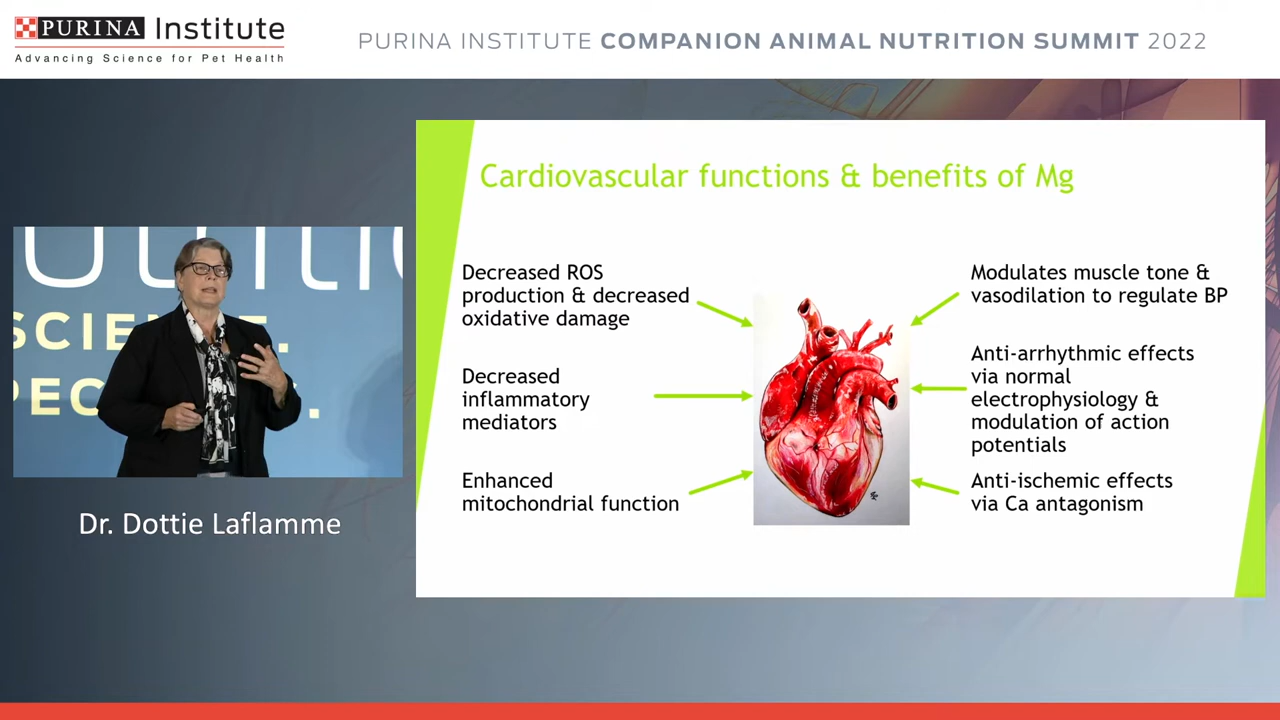 PURINA Institute
Advancing Science for Pet Health
PURINA INSTITUTE COMPANION ANIMAL NUTRITION SUMMIT 2022
Cardiovascular functions & benefits of Mg
Decreased ROS
production & decreased
oxidative damage
Decreased
inflammatory
mediators
Enhanced
mitochondrial function
Modulates muscle tone &
vasodilation to regulate BP
Anti-arrhythmic effects
via normal
electrophysiology &
modulation of action
potentials
Anti-ischemic effects
via Ca antagonism
SCIE
PEC
Dr. Dottie Laflamme